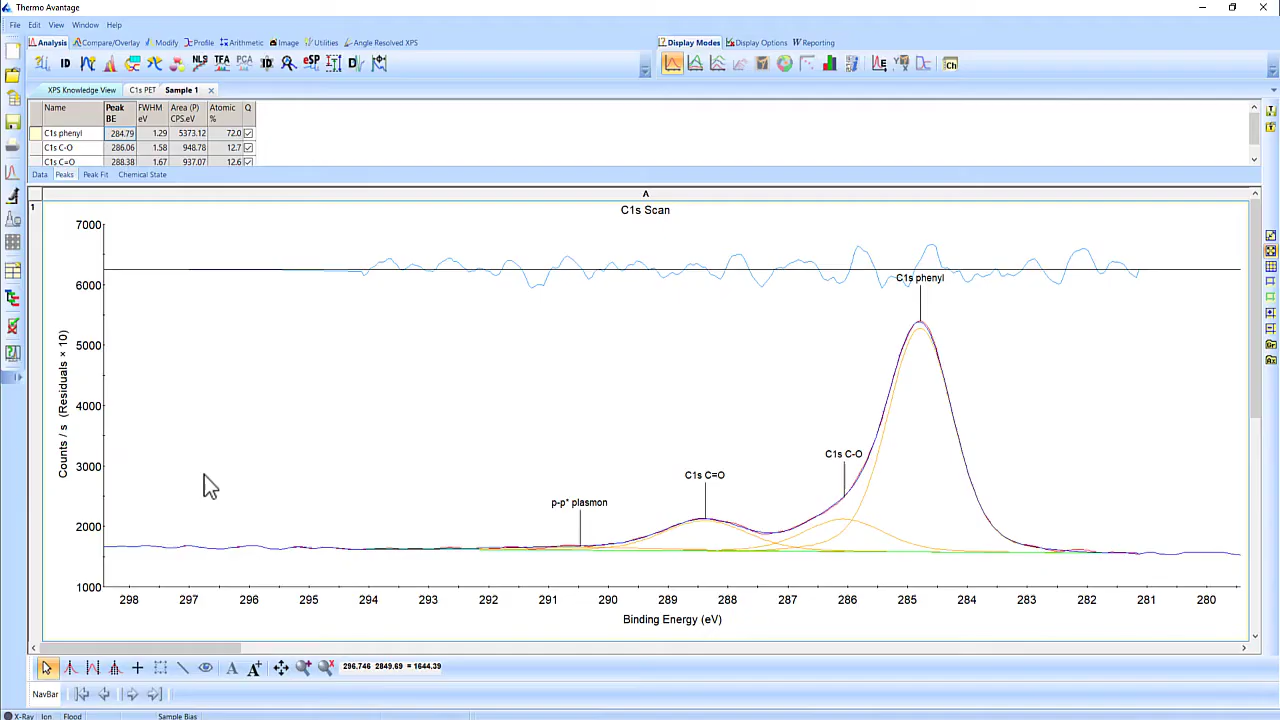 Thermo Avantage
File Edit View Window Help
Analysis Compare/Overlay Modify Profile Arithmetic Image Utilities Angle Resolved XPS
Display Modes Display Options Reporting
ID NLS TFA PCA eSP Ch
XPS Knowledge View C1s PET Sample 1 x
Name Peak BE FWHM eV Area (P) CPS.eV Atomic % Q
C1s phenyl 284.79 1.29 5373.12 72.0
C1s C-O 286.06 1.58 948.78 12.7
C1s C=O 288.38 1.67 937.07 12.6
Data Peaks Peak Fit Chemical State
A
1
C1s Scan
7000
6000
5000
4000
3000
2000
1000
Counts / s (Residuals × 10)
C1s phenyl
C1s C-O
C1s C=O
p-p* plasmon
298 297 296 295 294 293 292 291 290 289 288 287 286 285 284 283 282 281 280
Binding Energy (eV)
296.746 2849.69 = 1644.39
NavBar
X-Ray Ion Flood Sample Bias